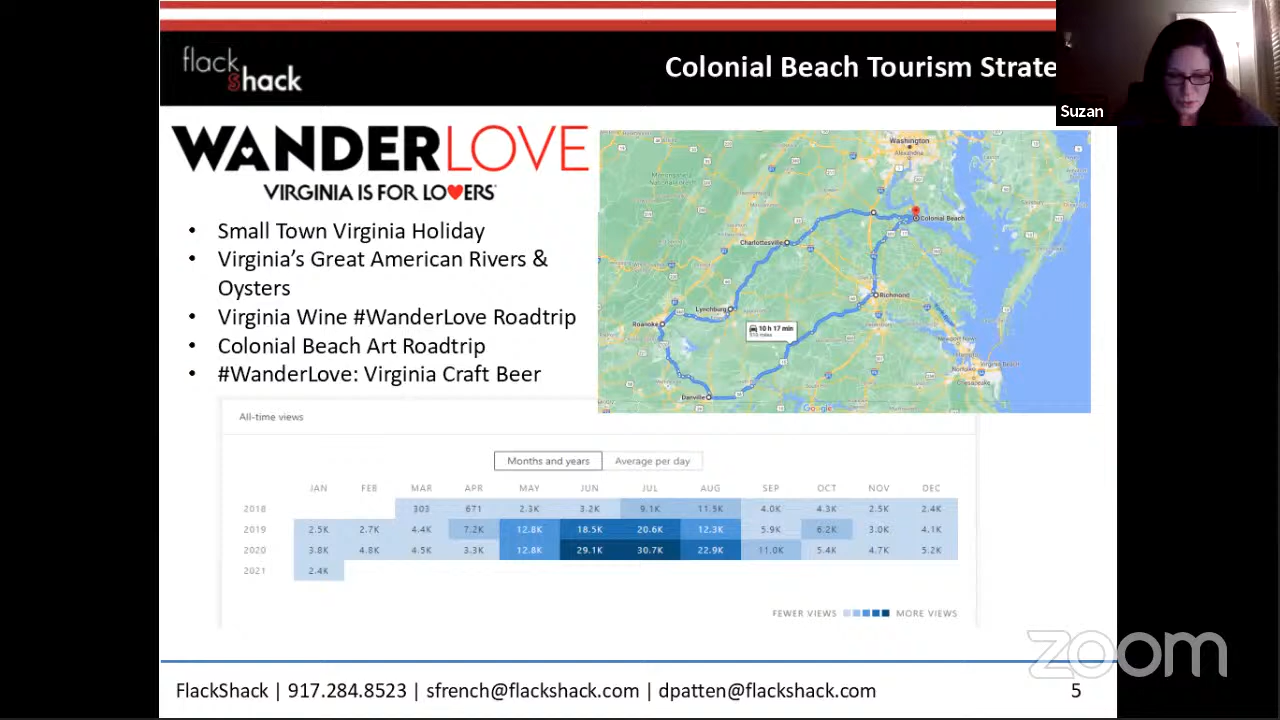 flack
shack
Colonial Beach Tourism Strate
Suzan
WANDERLOVE
VIRGINIA IS FOR LOVERS
• Small Town Virginia Holiday
• Virginia’s Great American Rivers &
Oysters
• Virginia Wine #WanderLove Roadtrip
• Colonial Beach Art Roadtrip
• #WanderLove: Virginia Craft Beer
Washington
Alexandria
Colonial Beach
Charlottesville
Richmond
Lynchburg
Roanoke
10 h 17 min
Newport News
Norfolk
Virginia Beach
Chesapeake
Danville
Google
All-time views
Months and years Average per day
JAN FEB MAR APR MAY JUN JUL AUG SEP OCT NOV DEC
2018 303 671 2.3K 3.2K 9.1K 11.5K 4.0K 4.3K 2.5K 2.4K
2019 2.5K 2.7K 4.4K 7.2K 12.8K 18.5K 20.6K 12.3K 5.9K 6.2K 3.0K 4.1K
2020 3.8K 4.8K 4.5K 3.3K 12.8K 29.1K 30.7K 22.9K 11.0K 5.4K 4.7K 5.2K
2021 2.4K
FEWER VIEWS MORE VIEWS
zoom
FlackShack | 917.284.8523 | sfrench@flackshack.com | dpatten@flackshack.com 5